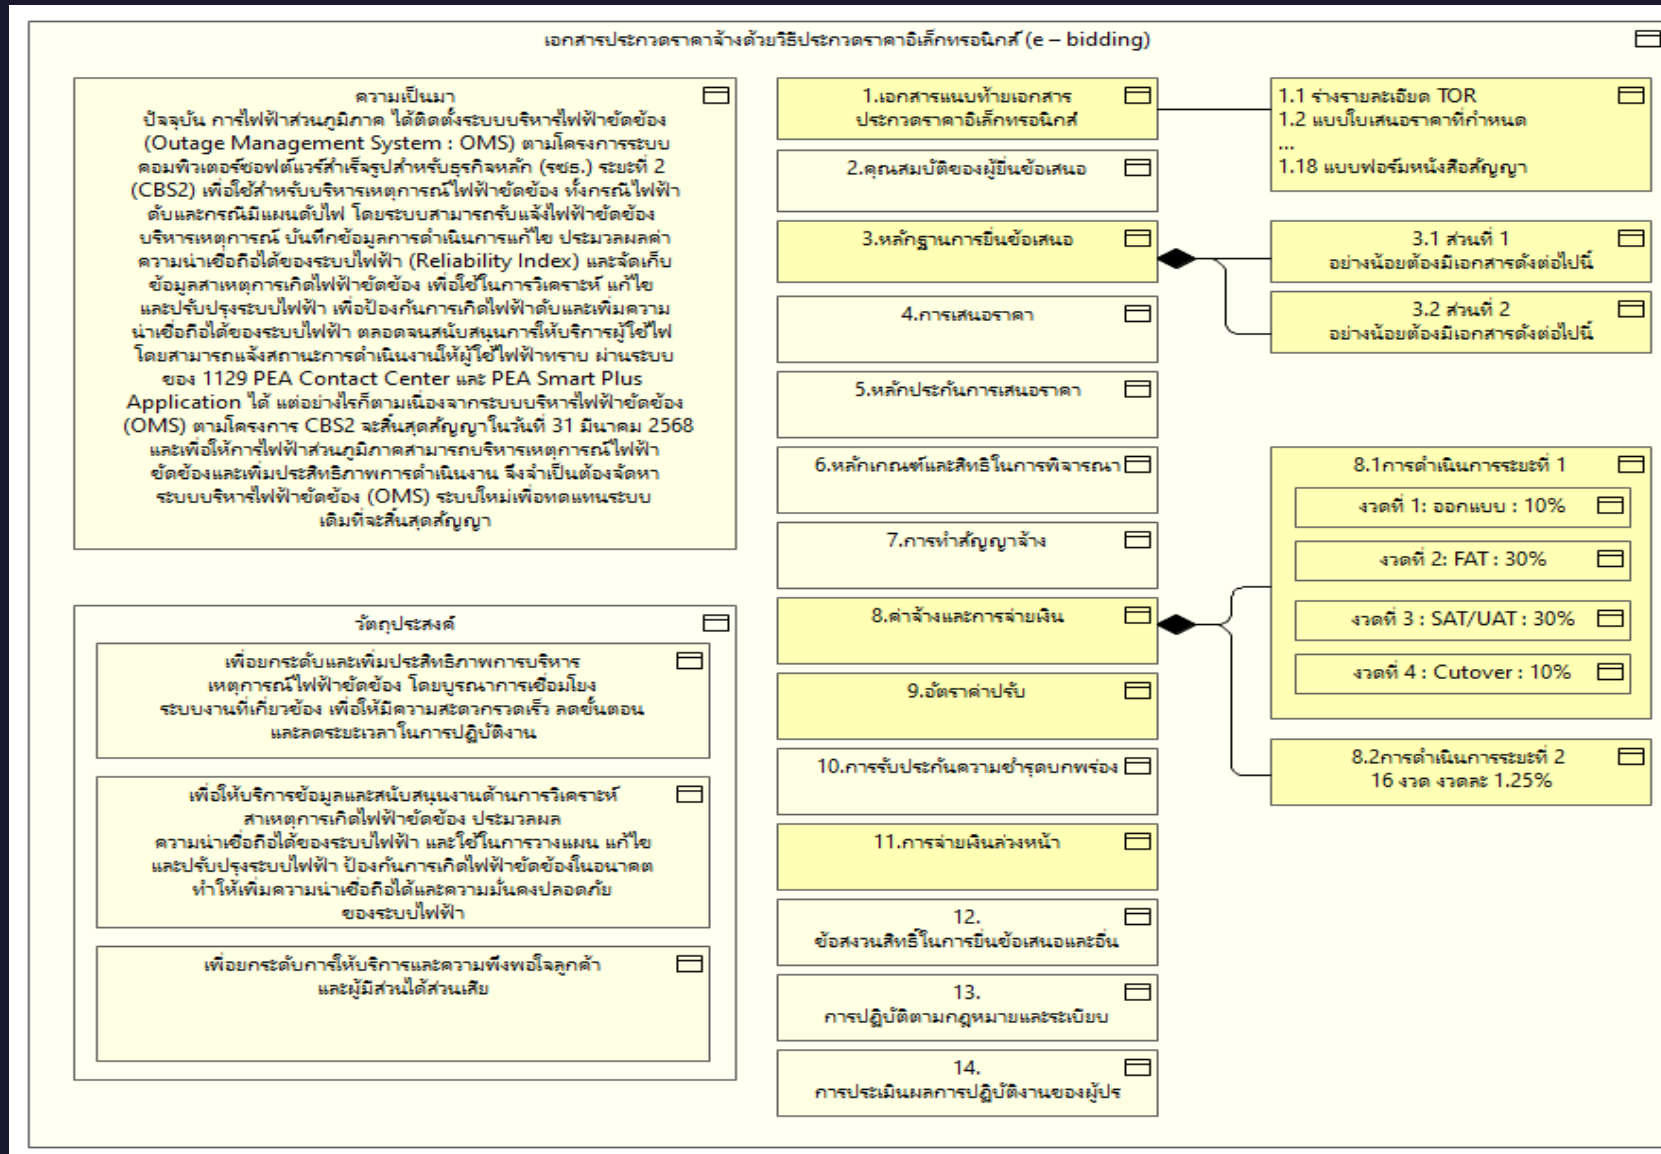 เอกสารประกวดราคาจ้างด้วยวิธีประกวดราคาอิเล็กทรอนิกส์ (e – bidding)
ความเป็นมา
ปัจจุบัน การไฟฟ้าส่วนภูมิภาค ได้ติดตั้งระบบบริหารไฟฟ้าขัดข้อง
(Outage Management System : OMS) ตามโครงการระบบ
คอมพิวเตอร์ซอฟต์แวร์สำเร็จรูปสำหรับธุรกิจหลัก (รซธ.) ระยะที่ 2
(CBS2) เพื่อใช้สำหรับบริหารเหตุการณ์ไฟฟ้าขัดข้อง ทั้งกรณีไฟฟ้า
ดับและกรณีมีแผนดับไฟ โดยระบบสามารถรับแจ้งไฟฟ้าขัดข้อง
บริหารเหตุการณ์ บันทึกข้อมูลการดำเนินการแก้ไข ประมวลผลค่า
ความน่าเชื่อถือได้ของระบบไฟฟ้า (Reliability Index) และจัดเก็บ
ข้อมูลสาเหตุการเกิดไฟฟ้าขัดข้อง เพื่อใช้ในการวิเคราะห์ แก้ไข
และปรับปรุงระบบไฟฟ้า เพื่อป้องกันการเกิดไฟฟ้าดับและเพิ่มความ
น่าเชื่อถือได้ของระบบไฟฟ้า ตลอดจนสนับสนุนการให้บริการผู้ใช้ไฟ
โดยสามารถแจ้งสถานะการดำเนินงานให้ผู้ใช้ไฟฟ้าทราบ ผ่านระบบ
ของ 1129 PEA Contact Center และ PEA Smart Plus
Application ได้ แต่อย่างไรก็ตามเนื่องจากระบบบริหารไฟฟ้าขัดข้อง
(OMS) ตามโครงการ CBS2 จะสิ้นสุดสัญญาในวันที่ 31 มีนาคม 2568
และเพื่อให้การไฟฟ้าส่วนภูมิภาคสามารถบริหารเหตุการณ์ไฟฟ้า
ขัดข้องและเพิ่มประสิทธิภาพการดำเนินงาน จึงจำเป็นต้องจัดหา
ระบบบริหารไฟฟ้าขัดข้อง (OMS) ระบบใหม่เพื่อทดแทนระบบ
เดิมที่จะสิ้นสุดสัญญา
วัตถุประสงค์
เพื่อยกระดับและเพิ่มประสิทธิภาพการบริหาร
เหตุการณ์ไฟฟ้าขัดข้อง โดยบูรณาการเชื่อมโยง
ระบบงานที่เกี่ยวข้อง เพื่อให้มีความสะดวกรวดเร็ว ลดขั้นตอน
และลดระยะเวลาในการปฏิบัติงาน
เพื่อให้บริการข้อมูลและสนับสนุนงานด้านการวิเคราะห์
สาเหตุการเกิดไฟฟ้าขัดข้อง ประมวลผล
ความน่าเชื่อถือได้ของระบบไฟฟ้า และใช้ในการวางแผน แก้ไข
และปรับปรุงระบบไฟฟ้า ป้องกันการเกิดไฟฟ้าขัดข้องในอนาคต
ทำให้เพิ่มความน่าเชื่อถือได้และความมั่นคงปลอดภัย
ของระบบไฟฟ้า
เพื่อยกระดับการให้บริการและความพึงพอใจลูกค้า
และผู้มีส่วนได้ส่วนเสีย
1.เอกสารแนบท้ายเอกสาร
ประกวดราคาอิเล็กทรอนิกส์
2.คุณสมบัติของผู้ยื่นข้อเสนอ
3.หลักฐานการยื่นข้อเสนอ
4.การเสนอราคา
5.หลักประกันการเสนอราคา
6.หลักเกณฑ์และสิทธิในการพิจารณา
7.การทำสัญญาจ้าง
8.ค่าจ้างและการจ่ายเงิน
9.อัตราค่าปรับ
10.การรับประกันความชำรุดบกพร่อง
11.การจ่ายเงินล่วงหน้า
12.
ข้อสงวนสิทธิ์ในการยื่นข้อเสนอและอื่น
13.
การปฏิบัติตามกฎหมายและระเบียบ
14.
การประเมินผลการปฏิบัติงานของผู้ปร
1.1 ร่างรายละเอียด TOR
1.2 แบบใบเสนอราคาที่กำหนด
...
1.18 แบบฟอร์มหนังสือสัญญา
3.1 ส่วนที่ 1
อย่างน้อยต้องมีเอกสารดังต่อไปนี้
3.2 ส่วนที่ 2
อย่างน้อยต้องมีเอกสารดังต่อไปนี้
8.1การดำเนินการระยะที่ 1
งวดที่ 1: ออกแบบ : 10%
งวดที่ 2: FAT : 30%
งวดที่ 3 : SAT/UAT : 30%
งวดที่ 4 : Cutover : 10%
8.2การดำเนินการระยะที่ 2
16 งวด งวดละ 1.25%